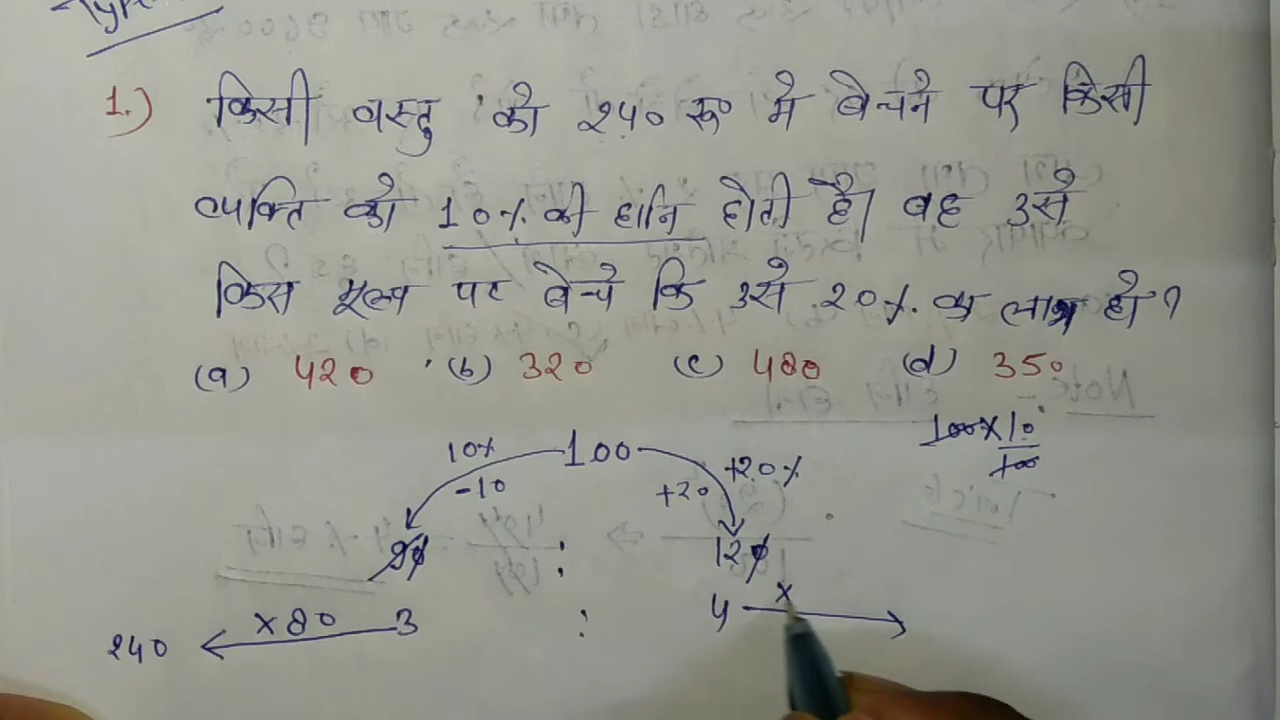 Type
1.) किसी वस्तु को 240 रू० मे बेचने पर किसी
व्यक्ति को 10% की हानि होती है। वह उसे
किस मूल्य पर बेन्चे कि उसे 20% का लाभ हो ?
(a) 420 (b) 320 (c) 480 (d) 350
100×10
100
10% 100 +20%
-10 +20
90 : 120
240 ×80 3 : 4 ×